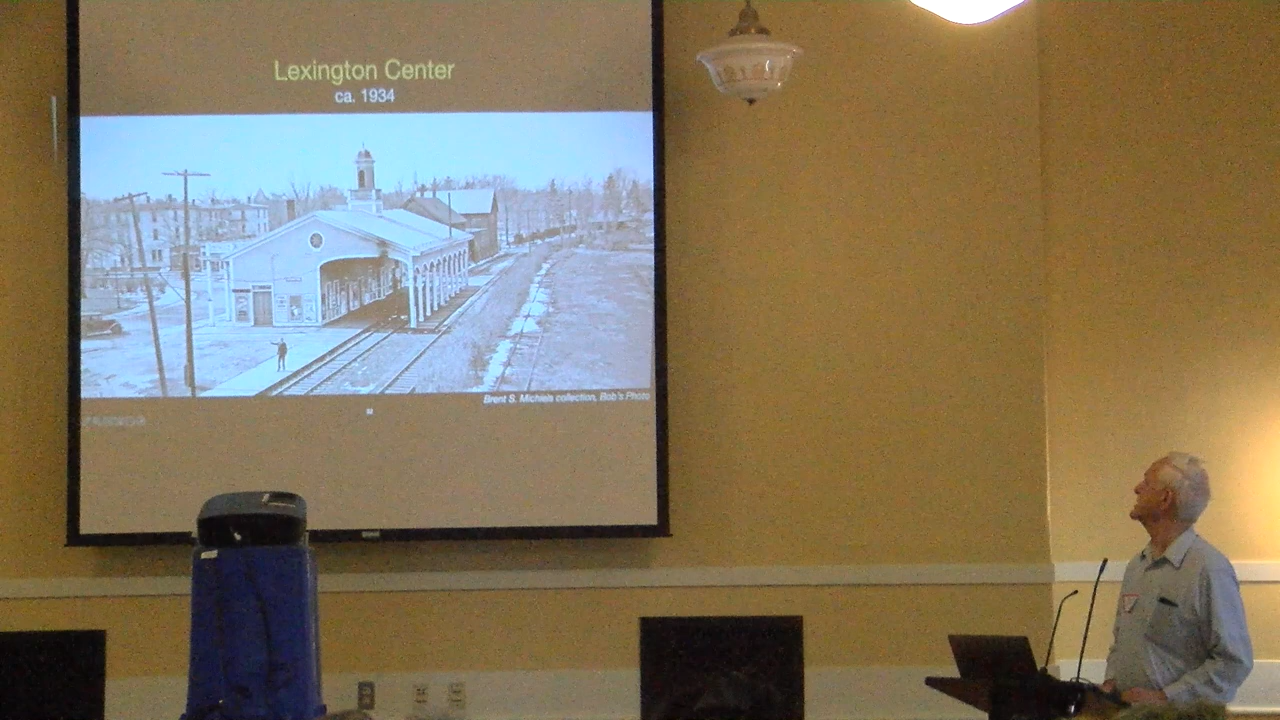 Lexington Center
ca. 1934
Brent S. Michiels collection, Bob's Photo